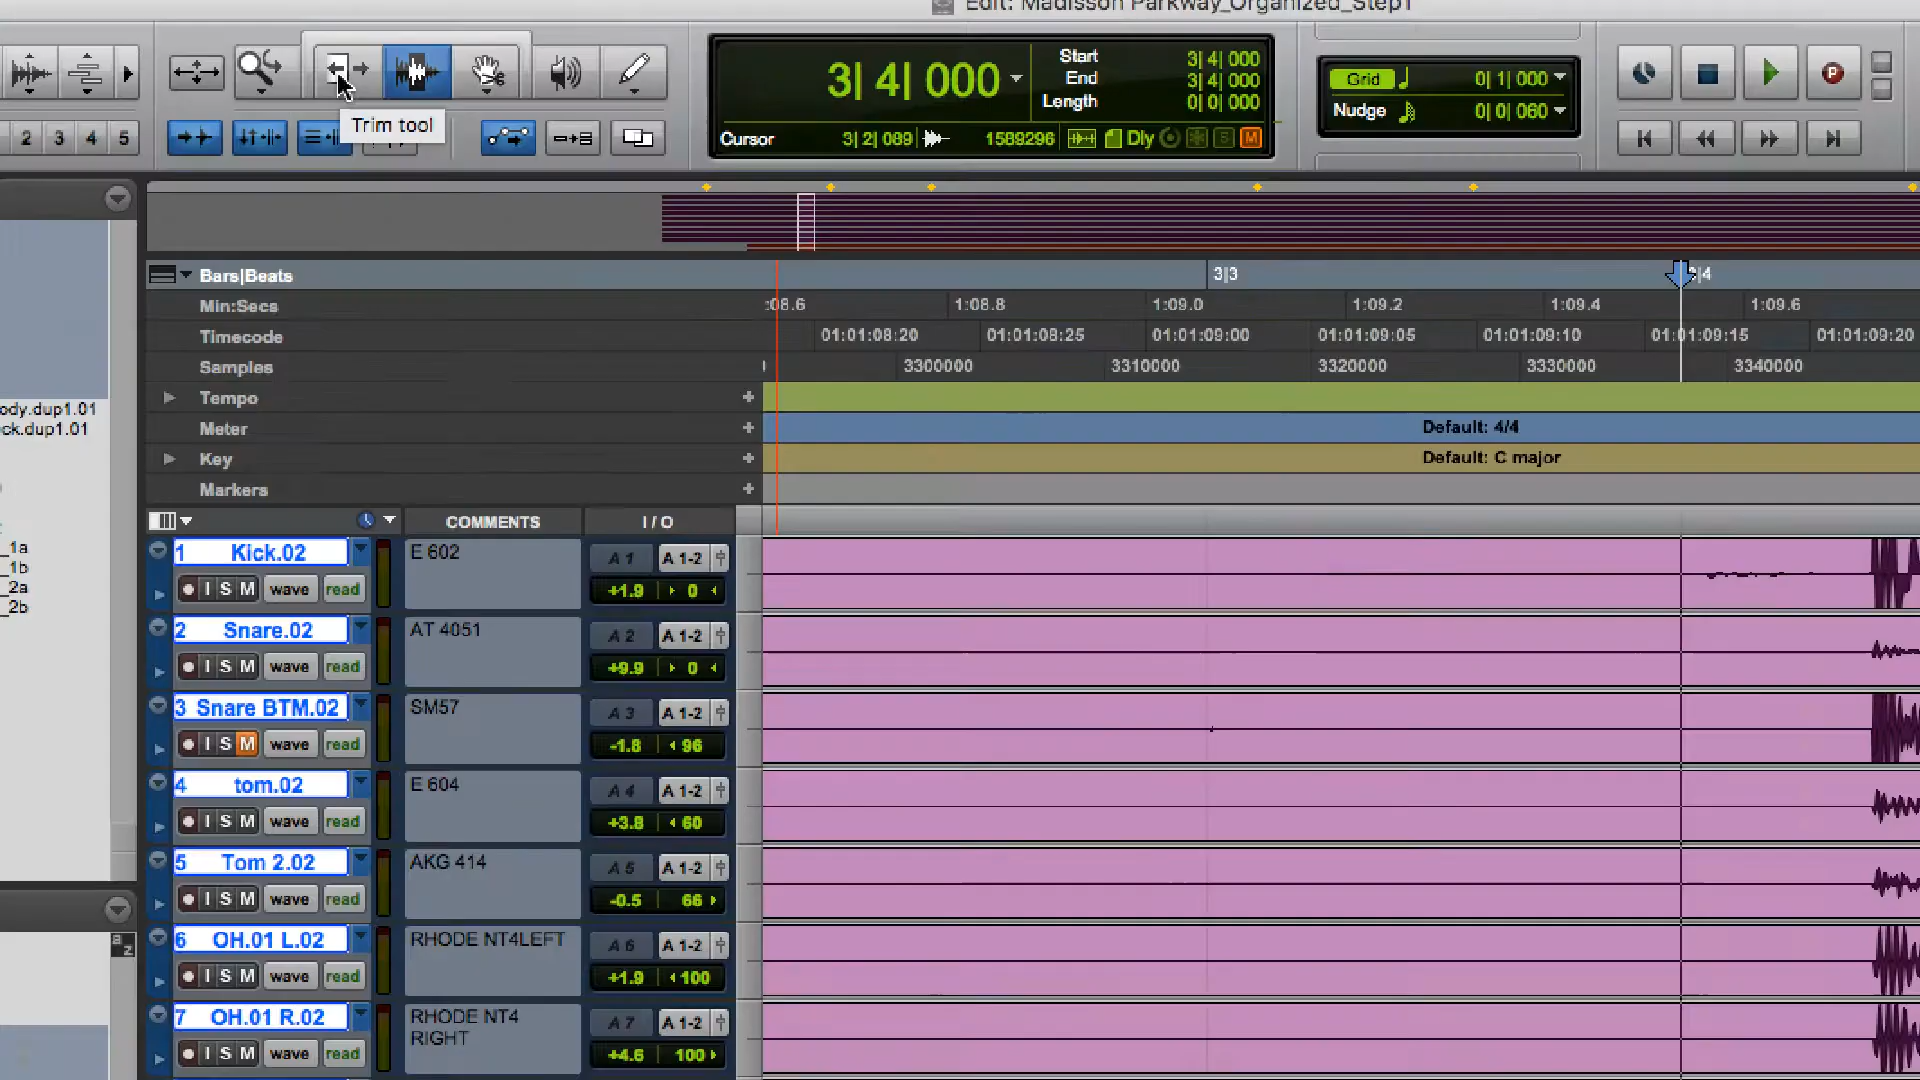 Edit: Madisson Parkway_Organized_Step1
3| 4| 000
Start 3| 4| 000
End 3| 4| 000
Length 0| 0| 000
Cursor 3| 2| 089 1589296 Dly S M
Grid 0| 1| 000
Nudge 0| 0| 060
P
2 3 4 5
Trim tool
Bars|Beats 3|3 |4
Min:Secs :08.6 1:08.8 1:09.0 1:09.2 1:09.4 1:09.6
Timecode 01:01:08:20 01:01:08:25 01:01:09:00 01:01:09:05 01:01:09:10 01:01:09:15 01:01:09:20
Samples 3300000 3310000 3320000 3330000 3340000
Tempo +
Meter + Default: 4/4
Key + Default: C major
Markers +
COMMENTS I / O
ody.dup1.01
ck.dup1.01
_1a
_1b
_2a
_2b
a z
1 Kick.02 E 602 A 1 A 1-2
I S M wave read +1.9 0
2 Snare.02 AT 4051 A 2 A 1-2
I S M wave read +9.9 0
3 Snare BTM.02 SM57 A 3 A 1-2
I S M wave read -1.8 96
4 tom.02 E 604 A 4 A 1-2
I S M wave read +3.8 60
5 Tom 2.02 AKG 414 A 5 A 1-2
I S M wave read -0.5 66
6 OH.01 L.02 RHODE NT4LEFT A 6 A 1-2
I S M wave read +1.9 100
7 OH.01 R.02 RHODE NT4 RIGHT A 7 A 1-2
I S M wave read +4.6 100